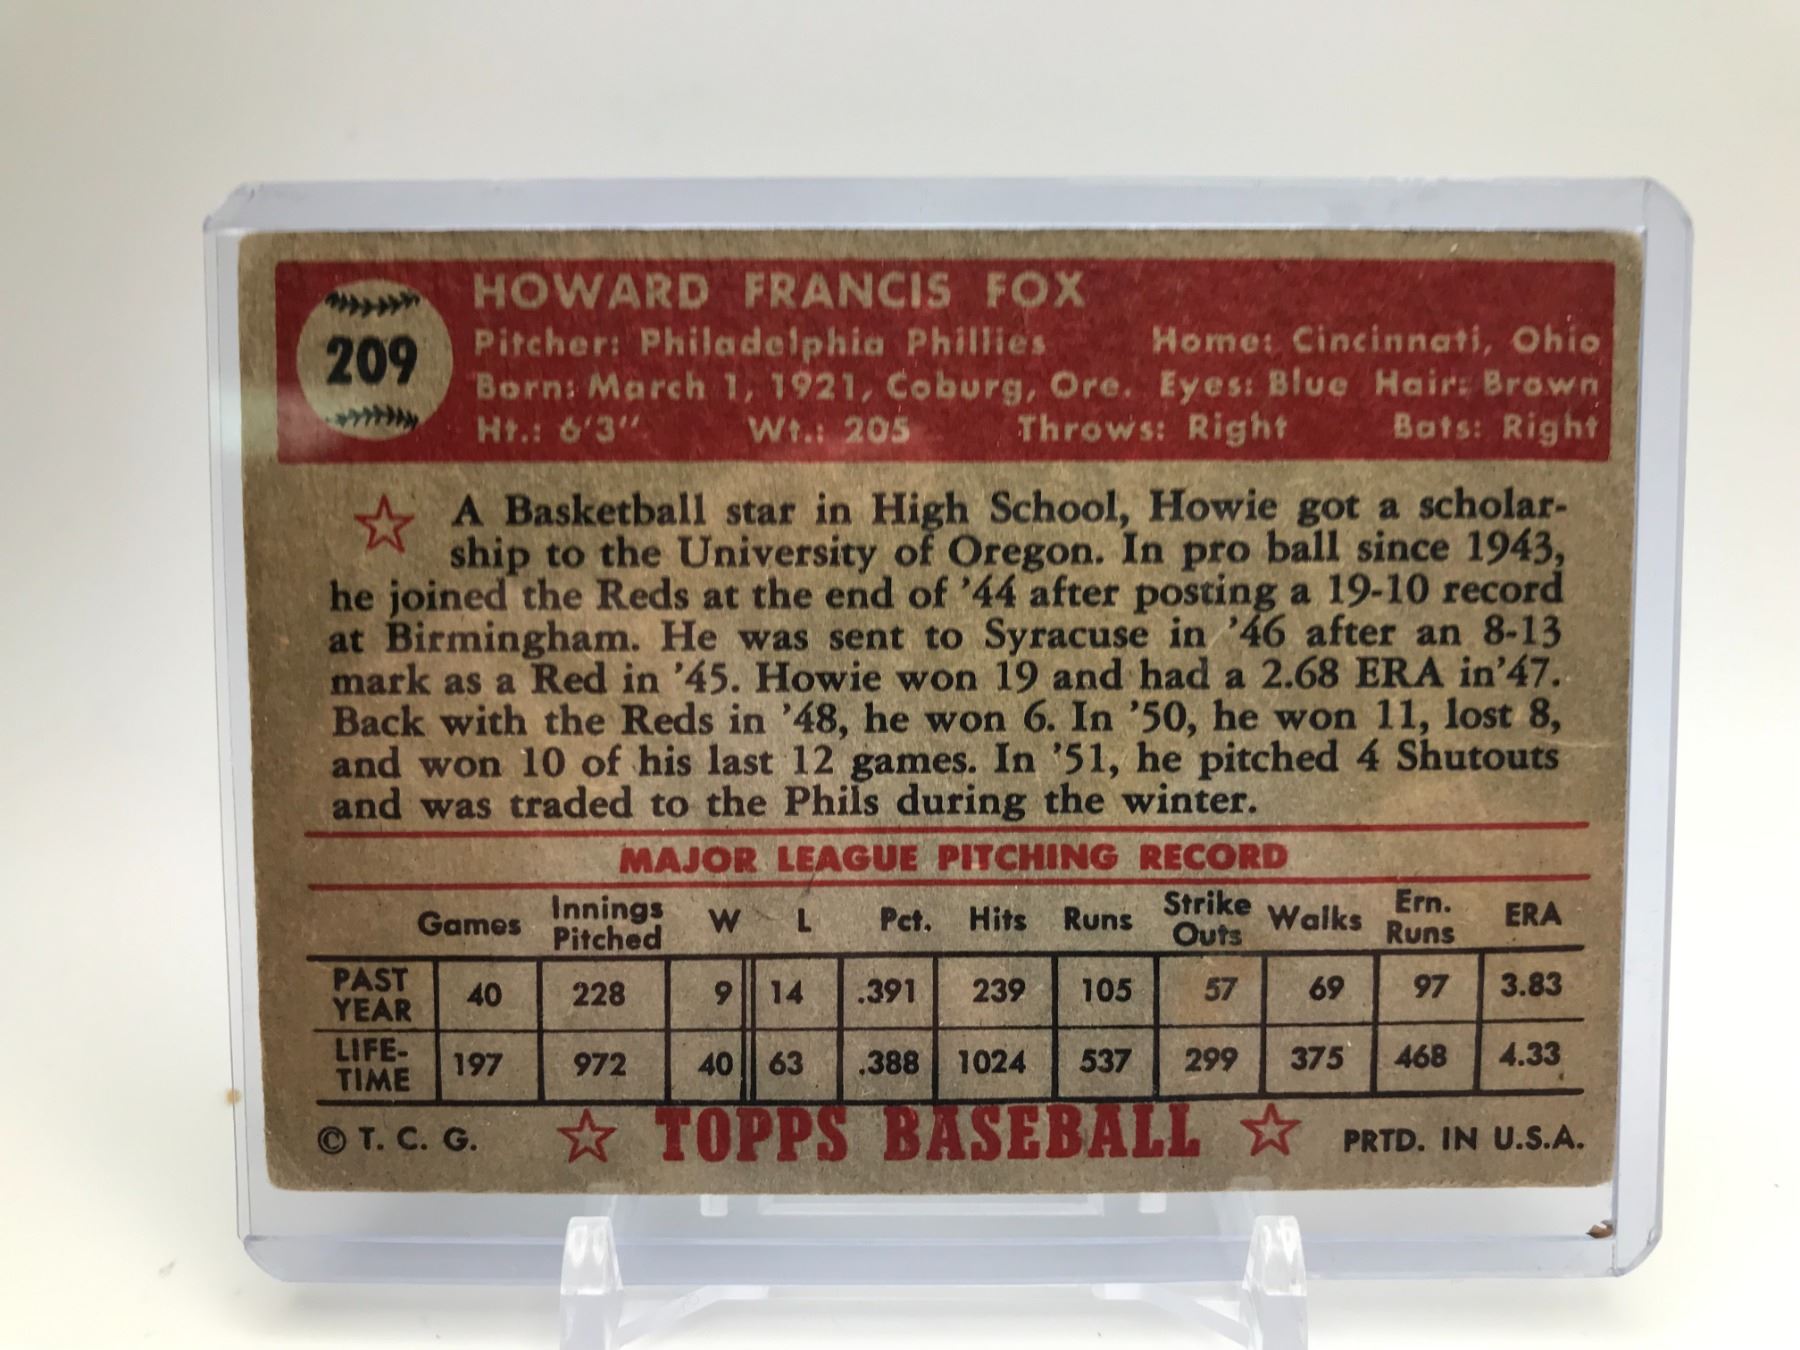 209
HOWARD FRANCIS FOX
Pitcher: Philadelphia Phillies Home: Cincinnati, Ohio
Born: March 1, 1921, Coburg, Ore. Eyes: Blue Hair: Brown
Ht.: 6'3" Wt.: 205 Throws: Right Bats: Right
A Basketball star in High School, Howie got a scholar-
ship to the University of Oregon. In pro ball since 1943,
he joined the Reds at the end of '44 after posting a 19-10 record
at Birmingham. He was sent to Syracuse in '46 after an 8-13
mark as a Red in '45. Howie won 19 and had a 2.68 ERA in'47.
Back with the Reds in '48, he won 6. In '50, he won 11, lost 8,
and won 10 of his last 12 games. In '51, he pitched 4 Shutouts
and was traded to the Phils during the winter.
MAJOR LEAGUE PITCHING RECORD
Games Innings Pitched W L Pct. Hits Runs Strike Outs Walks Ern. Runs ERA
PAST YEAR 40 228 9 14 .391 239 105 57 69 97 3.83
LIFE-TIME 197 972 40 63 .388 1024 537 299 375 468 4.33
© T. C. G. TOPPS BASEBALL PRTD. IN U.S.A.